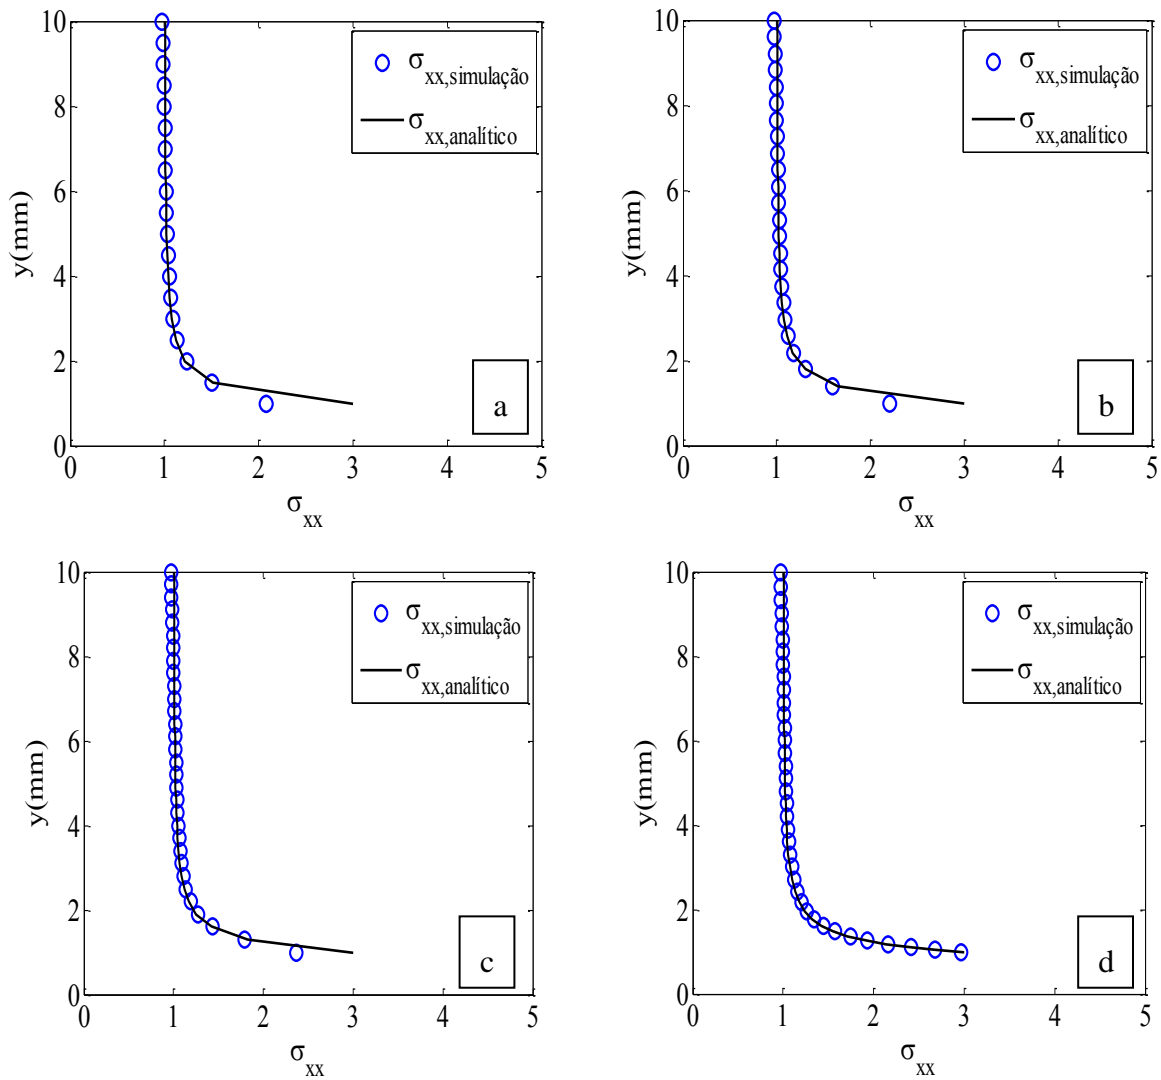 10
8
6
4
2
0
y(mm)
0 1 2 3 4 5
σxx
σxx,simulação
σxx,analítico
a
10
8
6
4
2
0
y(mm)
0 1 2 3 4 5
σxx
σxx,simulação
σxx,analítico
b
10
8
6
4
2
0
y(mm)
0 1 2 3 4 5
σxx
σxx,simulação
σxx,analítico
c
10
8
6
4
2
0
y(mm)
0 1 2 3 4 5
σxx
σxx,simulação
σxx,analítico
d